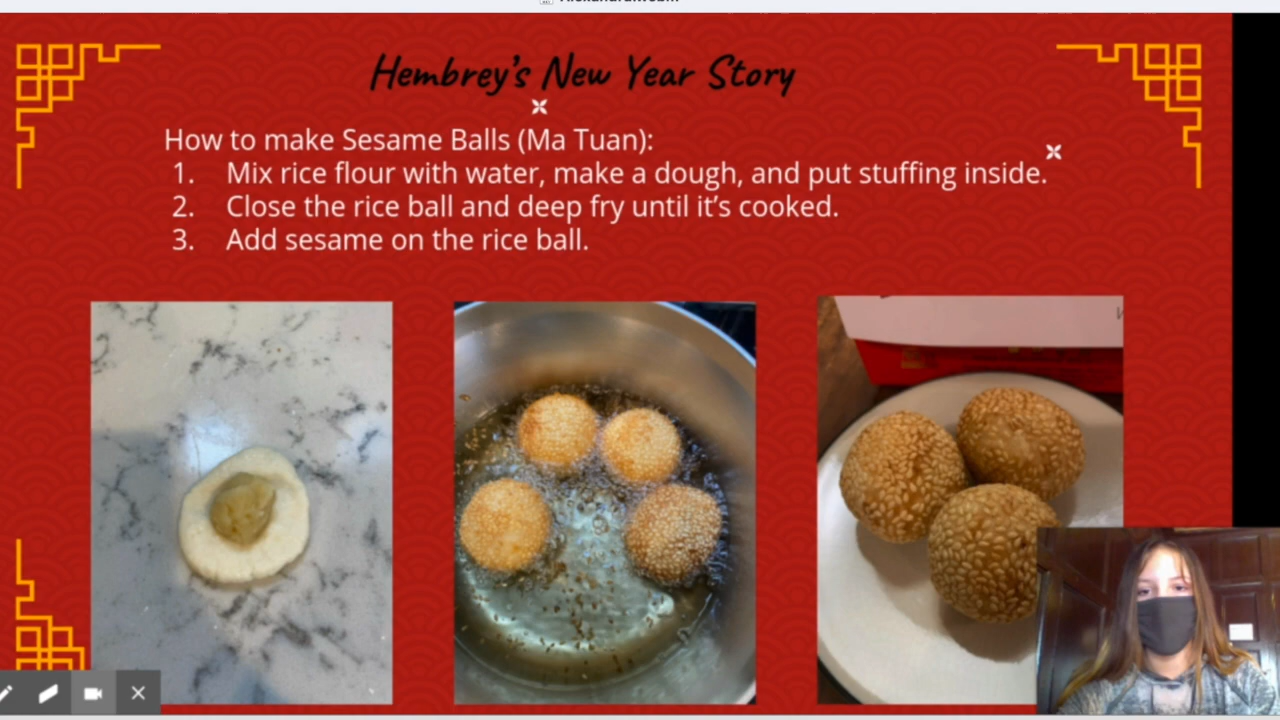 Hembrey's New Year Story
How to make Sesame Balls (Ma Tuan):
1. Mix rice flour with water, make a dough, and put stuffing inside.
2. Close the rice ball and deep fry until it’s cooked.
3. Add sesame on the rice ball.